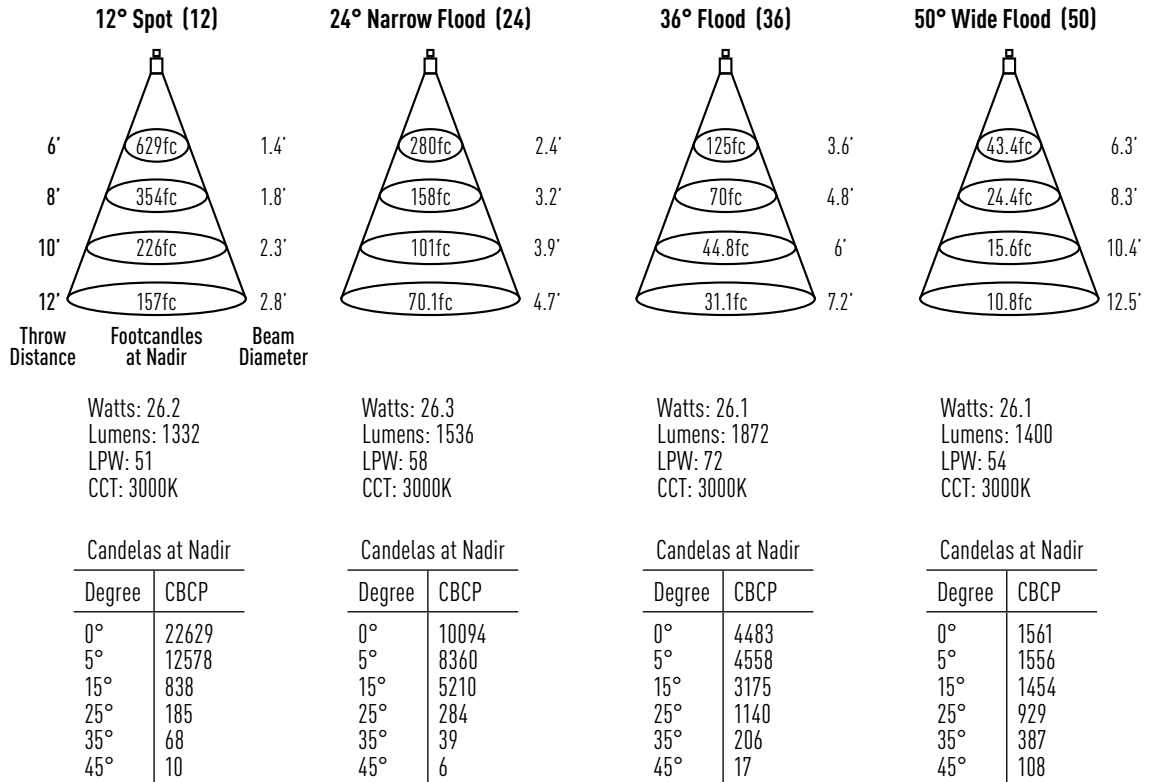 12° Spot (12)
24° Narrow Flood (24)
36° Flood (36)
50° Wide Flood (50)
6' 629fc 1.4' 280fc 2.4' 125fc 3.6' 43.4fc 6.3'
8' 354fc 1.8' 158fc 3.2' 70fc 4.8' 24.4fc 8.3'
10' 226fc 2.3' 101fc 3.9' 44.8fc 6' 15.6fc 10.4'
12' 157fc 2.8' 70.1fc 4.7' 31.1fc 7.2' 10.8fc 12.5'
Throw
Distance
Footcandles
at Nadir
Beam
Diameter
Watts: 26.2
Lumens: 1332
LPW: 51
CCT: 3000K
Watts: 26.3
Lumens: 1536
LPW: 58
CCT: 3000K
Watts: 26.1
Lumens: 1872
LPW: 72
CCT: 3000K
Watts: 26.1
Lumens: 1400
LPW: 54
CCT: 3000K
Candelas at Nadir
Degree CBCP
0° 22629
5° 12578
15° 838
25° 185
35° 68
45° 10
Candelas at Nadir
Degree CBCP
0° 10094
5° 8360
15° 5210
25° 284
35° 39
45° 6
Candelas at Nadir
Degree CBCP
0° 4483
5° 4558
15° 3175
25° 1140
35° 206
45° 17
Candelas at Nadir
Degree CBCP
0° 1561
5° 1556
15° 1454
25° 929
35° 387
45° 108